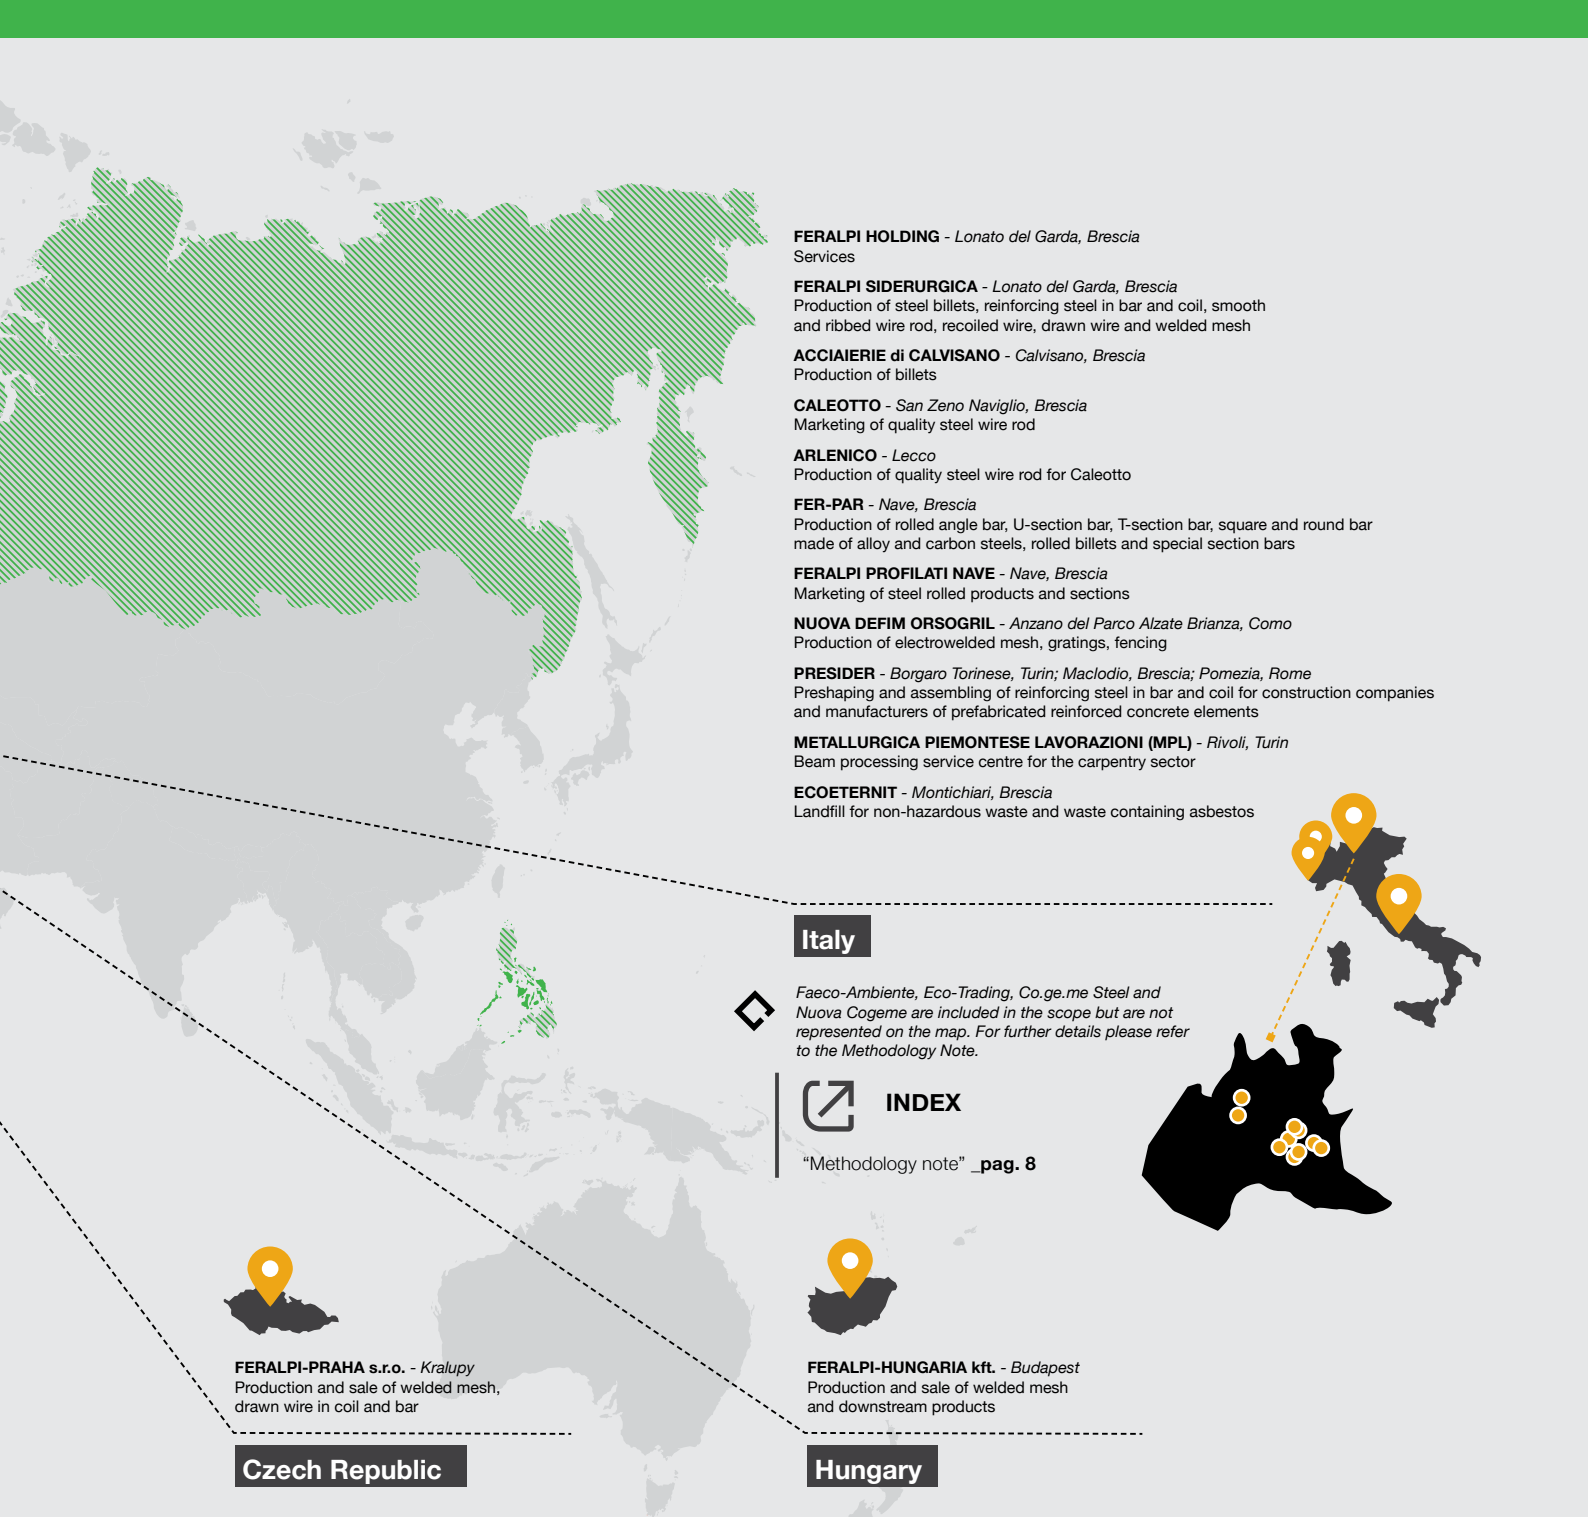 FERALPI HOLDING - Lonato del Garda, Brescia
Services
FERALPI SIDERURGICA - Lonato del Garda, Brescia
Production of steel billets, reinforcing steel in bar and coil, smooth
and ribbed wire rod, recoiled wire, drawn wire and welded mesh
ACCIAIERIE di CALVISANO - Calvisano, Brescia
Production of billets
CALEOTTO - San Zeno Naviglio, Brescia
Marketing of quality steel wire rod
ARLENICO - Lecco
Production of quality steel wire rod for Caleotto
FER-PAR - Nave, Brescia
Production of rolled angle bar, U-section bar, T-section bar, square and round bar
made of alloy and carbon steels, rolled billets and special section bars
FERALPI PROFILATI NAVE - Nave, Brescia
Marketing of steel rolled products and sections
NUOVA DEFIM ORSOGRIL - Anzano del Parco Alzate Brianza, Como
Production of electrowelded mesh, gratings, fencing
PRESIDER - Borgaro Torinese, Turin; Maclodio, Brescia; Pomezia, Rome
Preshaping and assembling of reinforcing steel in bar and coil for construction companies
and manufacturers of prefabricated reinforced concrete elements
METALLURGICA PIEMONTESE LAVORAZIONI (MPL) - Rivoli, Turin
Beam processing service centre for the carpentry sector
ECOETERNIT - Montichiari, Brescia
Landfill for non-hazardous waste and waste containing asbestos
Italy
Faeco-Ambiente, Eco-Trading, Co.ge.me Steel and
Nuova Cogeme are included in the scope but are not
represented on the map. For further details please refer
to the Methodology Note.
INDEX
“Methodology note” _pag. 8
FERALPI-PRAHA s.r.o. - Kralupy
Production and sale of welded mesh,
drawn wire in coil and bar
Czech Republic
FERALPI-HUNGARIA kft. - Budapest
Production and sale of welded mesh
and downstream products
Hungary